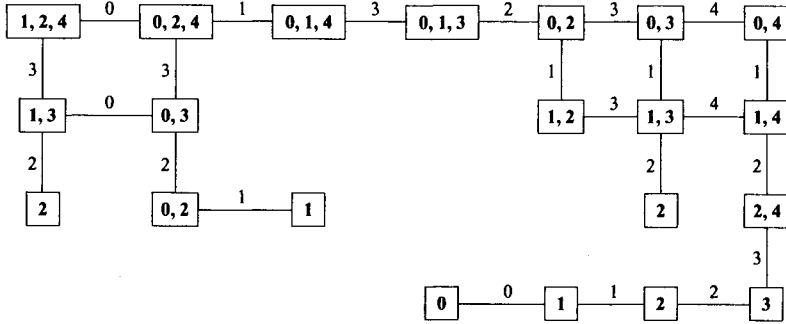 0 1 3 2 3 4
1, 2, 4 0, 2, 4 0, 1, 4 0, 1, 3 0, 2 0, 3 0, 4
3 3 1 1 1
1, 3 0 0, 3 1, 2 3 1, 3 4 1, 4
2 2 2 2
2 0, 2 1 1 2 2, 4
3
0 0 1 1 2 2 3